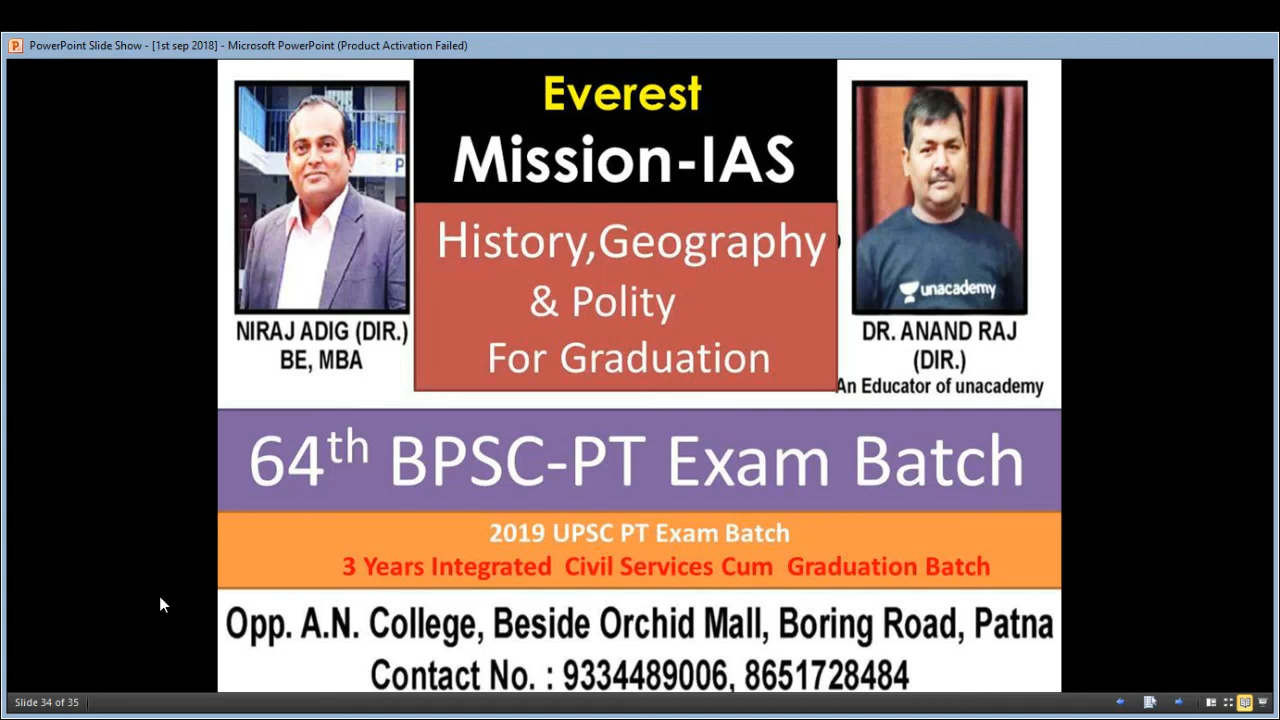 PowerPoint Slide Show - [1st sep 2018] - Microsoft PowerPoint (Product Activation Failed)
Everest
Mission-IAS
History,Geography
& Polity
For Graduation
unacademy
NIRAJ ADIG (DIR.)
BE, MBA
DR. ANAND RAJ
(DIR.)
An Educator of unacademy
64th BPSC-PT Exam Batch
2019 UPSC PT Exam Batch
3 Years Integrated Civil Services Cum Graduation Batch
Opp. A.N. College, Beside Orchid Mall, Boring Road, Patna
Contact No. : 9334489006, 8651728484
Slide 34 of 35